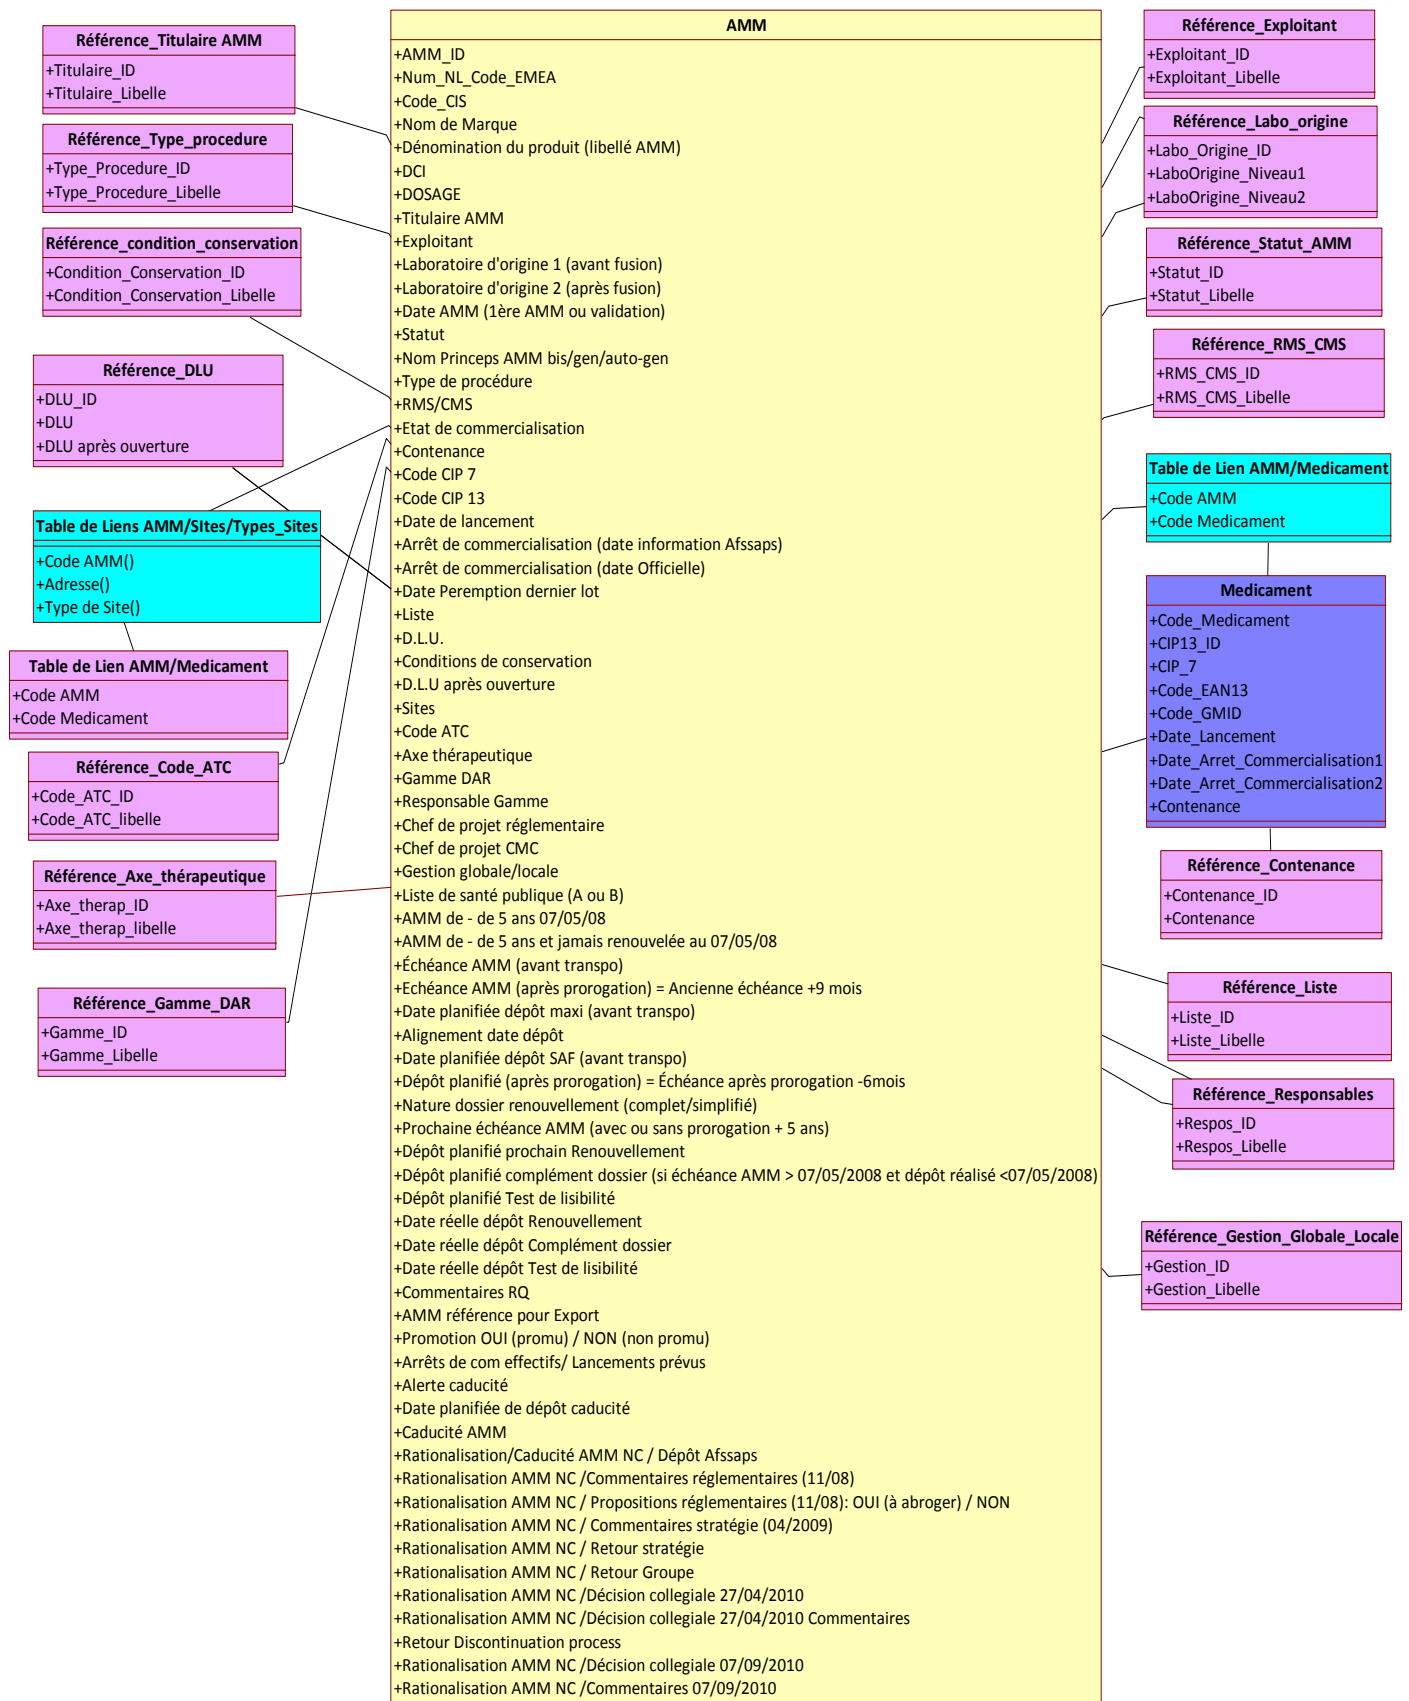 Référence_Titulaire AMM
+Titulaire_ID
+Titulaire_Libelle
Référence_Type_procedure
+Type_Procedure_ID
+Type_Procedure_Libelle
Référence_condition_conservation
+Condition_Conservation_ID
+Condition_Conservation_Libelle
Référence_DLU
+DLU_ID
+DLU
+DLU après ouverture
Table de Liens AMM/SItes/Types_Sites
+Code AMM()
+Adresse()
+Type de Site()
Table de Lien AMM/Medicament
+Code AMM
+Code Medicament
Référence_Code_ATC
+Code_ATC_ID
+Code_ATC_libelle
Référence_Axe_thérapeutique
+Axe_therap_ID
+Axe_therap_libelle
Référence_Gamme_DAR
+Gamme_ID
+Gamme_Libelle
AMM
+AMM_ID
+Num_NL_Code_EMEA
+Code_CIS
+Nom de Marque
+Dénomination du produit (libellé AMM)
+DCI
+DOSAGE
+Titulaire AMM
+Exploitant
+Laboratoire d'origine 1 (avant fusion)
+Laboratoire d'origine 2 (après fusion)
+Date AMM (1ère AMM ou validation)
+Statut
+Nom Princeps AMM bis/gen/auto-gen
+Type de procédure
+RMS/CMS
+Etat de commercialisation
+Contenance
+Code CIP 7
+Code CIP 13
+Date de lancement
+Arrêt de commercialisation (date information Afssaps)
+Arrêt de commercialisation (date Officielle)
+Date Peremption dernier lot
+Liste
+D.L.U.
+Conditions de conservation
+D.L.U après ouverture
+Sites
+Code ATC
+Axe thérapeutique
+Gamme DAR
+Responsable Gamme
+Chef de projet réglementaire
+Chef de projet CMC
+Gestion globale/locale
+Liste de santé publique (A ou B)
+AMM de - de 5 ans 07/05/08
+AMM de - de 5 ans et jamais renouvelée au 07/05/08
+Échéance AMM (avant transpo)
+Echéance AMM (après prorogation) = Ancienne échéance +9 mois
+Date planifiée dépôt maxi (avant transpo)
+Alignement date dépôt
+Date planifiée dépôt SAF (avant transpo)
+Dépôt planifié (après prorogation) = Échéance après prorogation -6mois
+Nature dossier renouvellement (complet/simplifié)
+Prochaine échéance AMM (avec ou sans prorogation + 5 ans)
+Dépôt planifié prochain Renouvellement
+Dépôt planifié complément dossier (si échéance AMM > 07/05/2008 et dépôt réalisé <07/05/2008)
+Dépôt planifié Test de lisibilité
+Date réelle dépôt Renouvellement
+Date réelle dépôt Complément dossier
+Date réelle dépôt Test de lisibilité
+Commentaires RQ
+AMM référence pour Export
+Promotion OUI (promu) / NON (non promu)
+Arrêts de com effectifs/ Lancements prévus
+Alerte caducité
+Date planifiée de dépôt caducité
+Caducité AMM
+Rationalisation/Caducité AMM NC / Dépôt Afssaps
+Rationalisation AMM NC /Commentaires réglementaires (11/08)
+Rationalisation AMM NC / Propositions réglementaires (11/08): OUI (à abroger) / NON
+Rationalisation AMM NC / Commentaires stratégie (04/2009)
+Rationalisation AMM NC / Retour stratégie
+Rationalisation AMM NC / Retour Groupe
+Rationalisation AMM NC /Décision collegiale 27/04/2010
+Rationalisation AMM NC /Décision collegiale 27/04/2010 Commentaires
+Retour Discontinuation process
+Rationalisation AMM NC /Décision collegiale 07/09/2010
+Rationalisation AMM NC /Commentaires 07/09/2010
Référence_Exploitant
+Exploitant_ID
+Exploitant_Libelle
Référence_Labo_origine
+Labo_Origine_ID
+LaboOrigine_Niveau1
+LaboOrigine_Niveau2
Référence_Statut_AMM
+Statut_ID
+Statut_Libelle
Référence_RMS_CMS
+RMS_CMS_ID
+RMS_CMS_Libelle
Table de Lien AMM/Medicament
+Code AMM
+Code Medicament
Medicament
+Code_Medicament
+CIP13_ID
+CIP_7
+Code_EAN13
+Code_GMID
+Date_Lancement
+Date_Arret_Commercialisation1
+Date_Arret_Commercialisation2
+Contenance
Référence_Contenance
+Contenance_ID
+Contenance
Référence_Liste
+Liste_ID
+Liste_Libelle
Référence_Responsables
+Respos_ID
+Respos_Libelle
Référence_Gestion_Globale_Locale
+Gestion_ID
+Gestion_Libelle